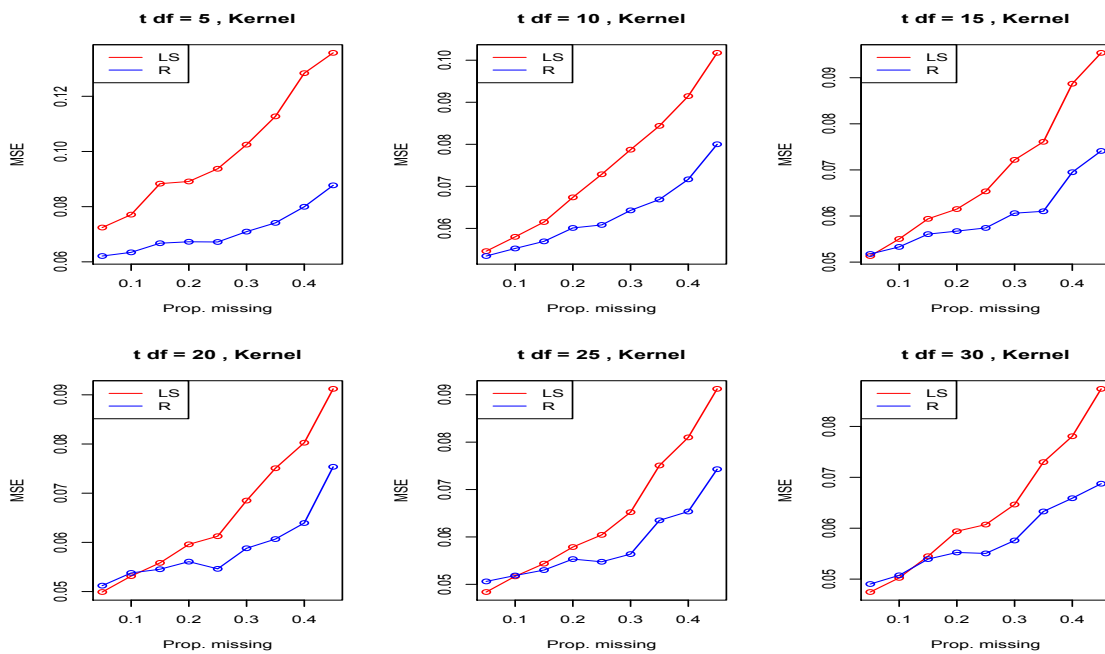 t df = 5 , Kernel
LS
R
MSE
0.06
0.08
0.10
0.12
0.1
0.2
0.3
0.4
Prop. missing
t df = 10 , Kernel
LS
R
MSE
0.06
0.07
0.08
0.09
0.10
0.1
0.2
0.3
0.4
Prop. missing
t df = 15 , Kernel
LS
R
MSE
0.05
0.06
0.07
0.08
0.09
0.1
0.2
0.3
0.4
Prop. missing
t df = 20 , Kernel
LS
R
MSE
0.05
0.06
0.07
0.08
0.09
0.1
0.2
0.3
0.4
Prop. missing
t df = 25 , Kernel
LS
R
MSE
0.05
0.06
0.07
0.08
0.09
0.1
0.2
0.3
0.4
Prop. missing
t df = 30 , Kernel
LS
R
MSE
0.05
0.06
0.07
0.08
0.1
0.2
0.3
0.4
Prop. missing